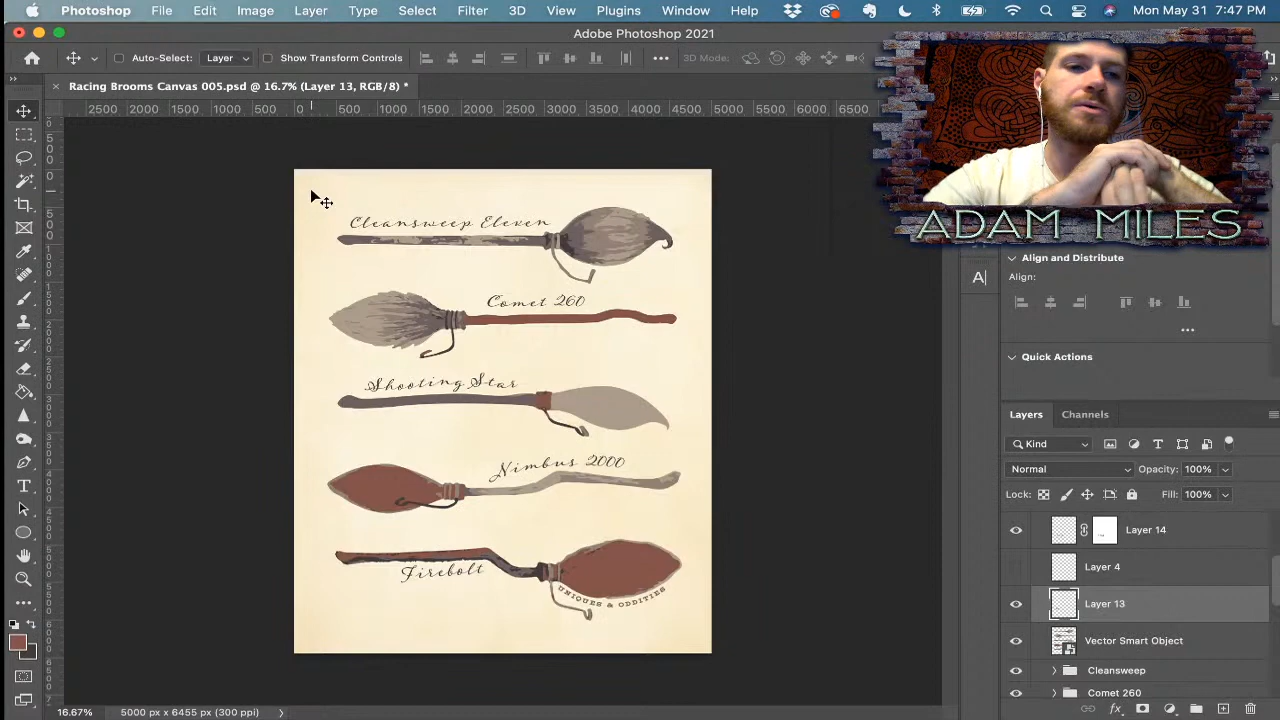 Photoshop File Edit Image Layer Type Select Filter 3D View Plugins Window Help Mon May 31 7:47 PM
Adobe Photoshop 2021
Auto-Select: Layer Show Transform Controls 3D Mode:
Racing Brooms Canvas 005.psd @ 16.7% (Layer 13, RGB/8) *
2500 2000 1500 1000 500 0 500 1000 1500 2000 2500 3000 3500 4000 4500 5000 5500 6000 6500
ADAM MILES
Cleansweep Eleven
Comet 260
Shooting Star
Nimbus 2000
Firebolt
UNIQUES & ODDITIES
Align and Distribute
Align:
Quick Actions
Layers Channels
Kind
Normal Opacity: 100%
Lock: Fill: 100%
Layer 14
Layer 4
Layer 13
Vector Smart Object
Cleansweep
Comet 260
16.67% 5000 px x 6455 px (300 ppi)